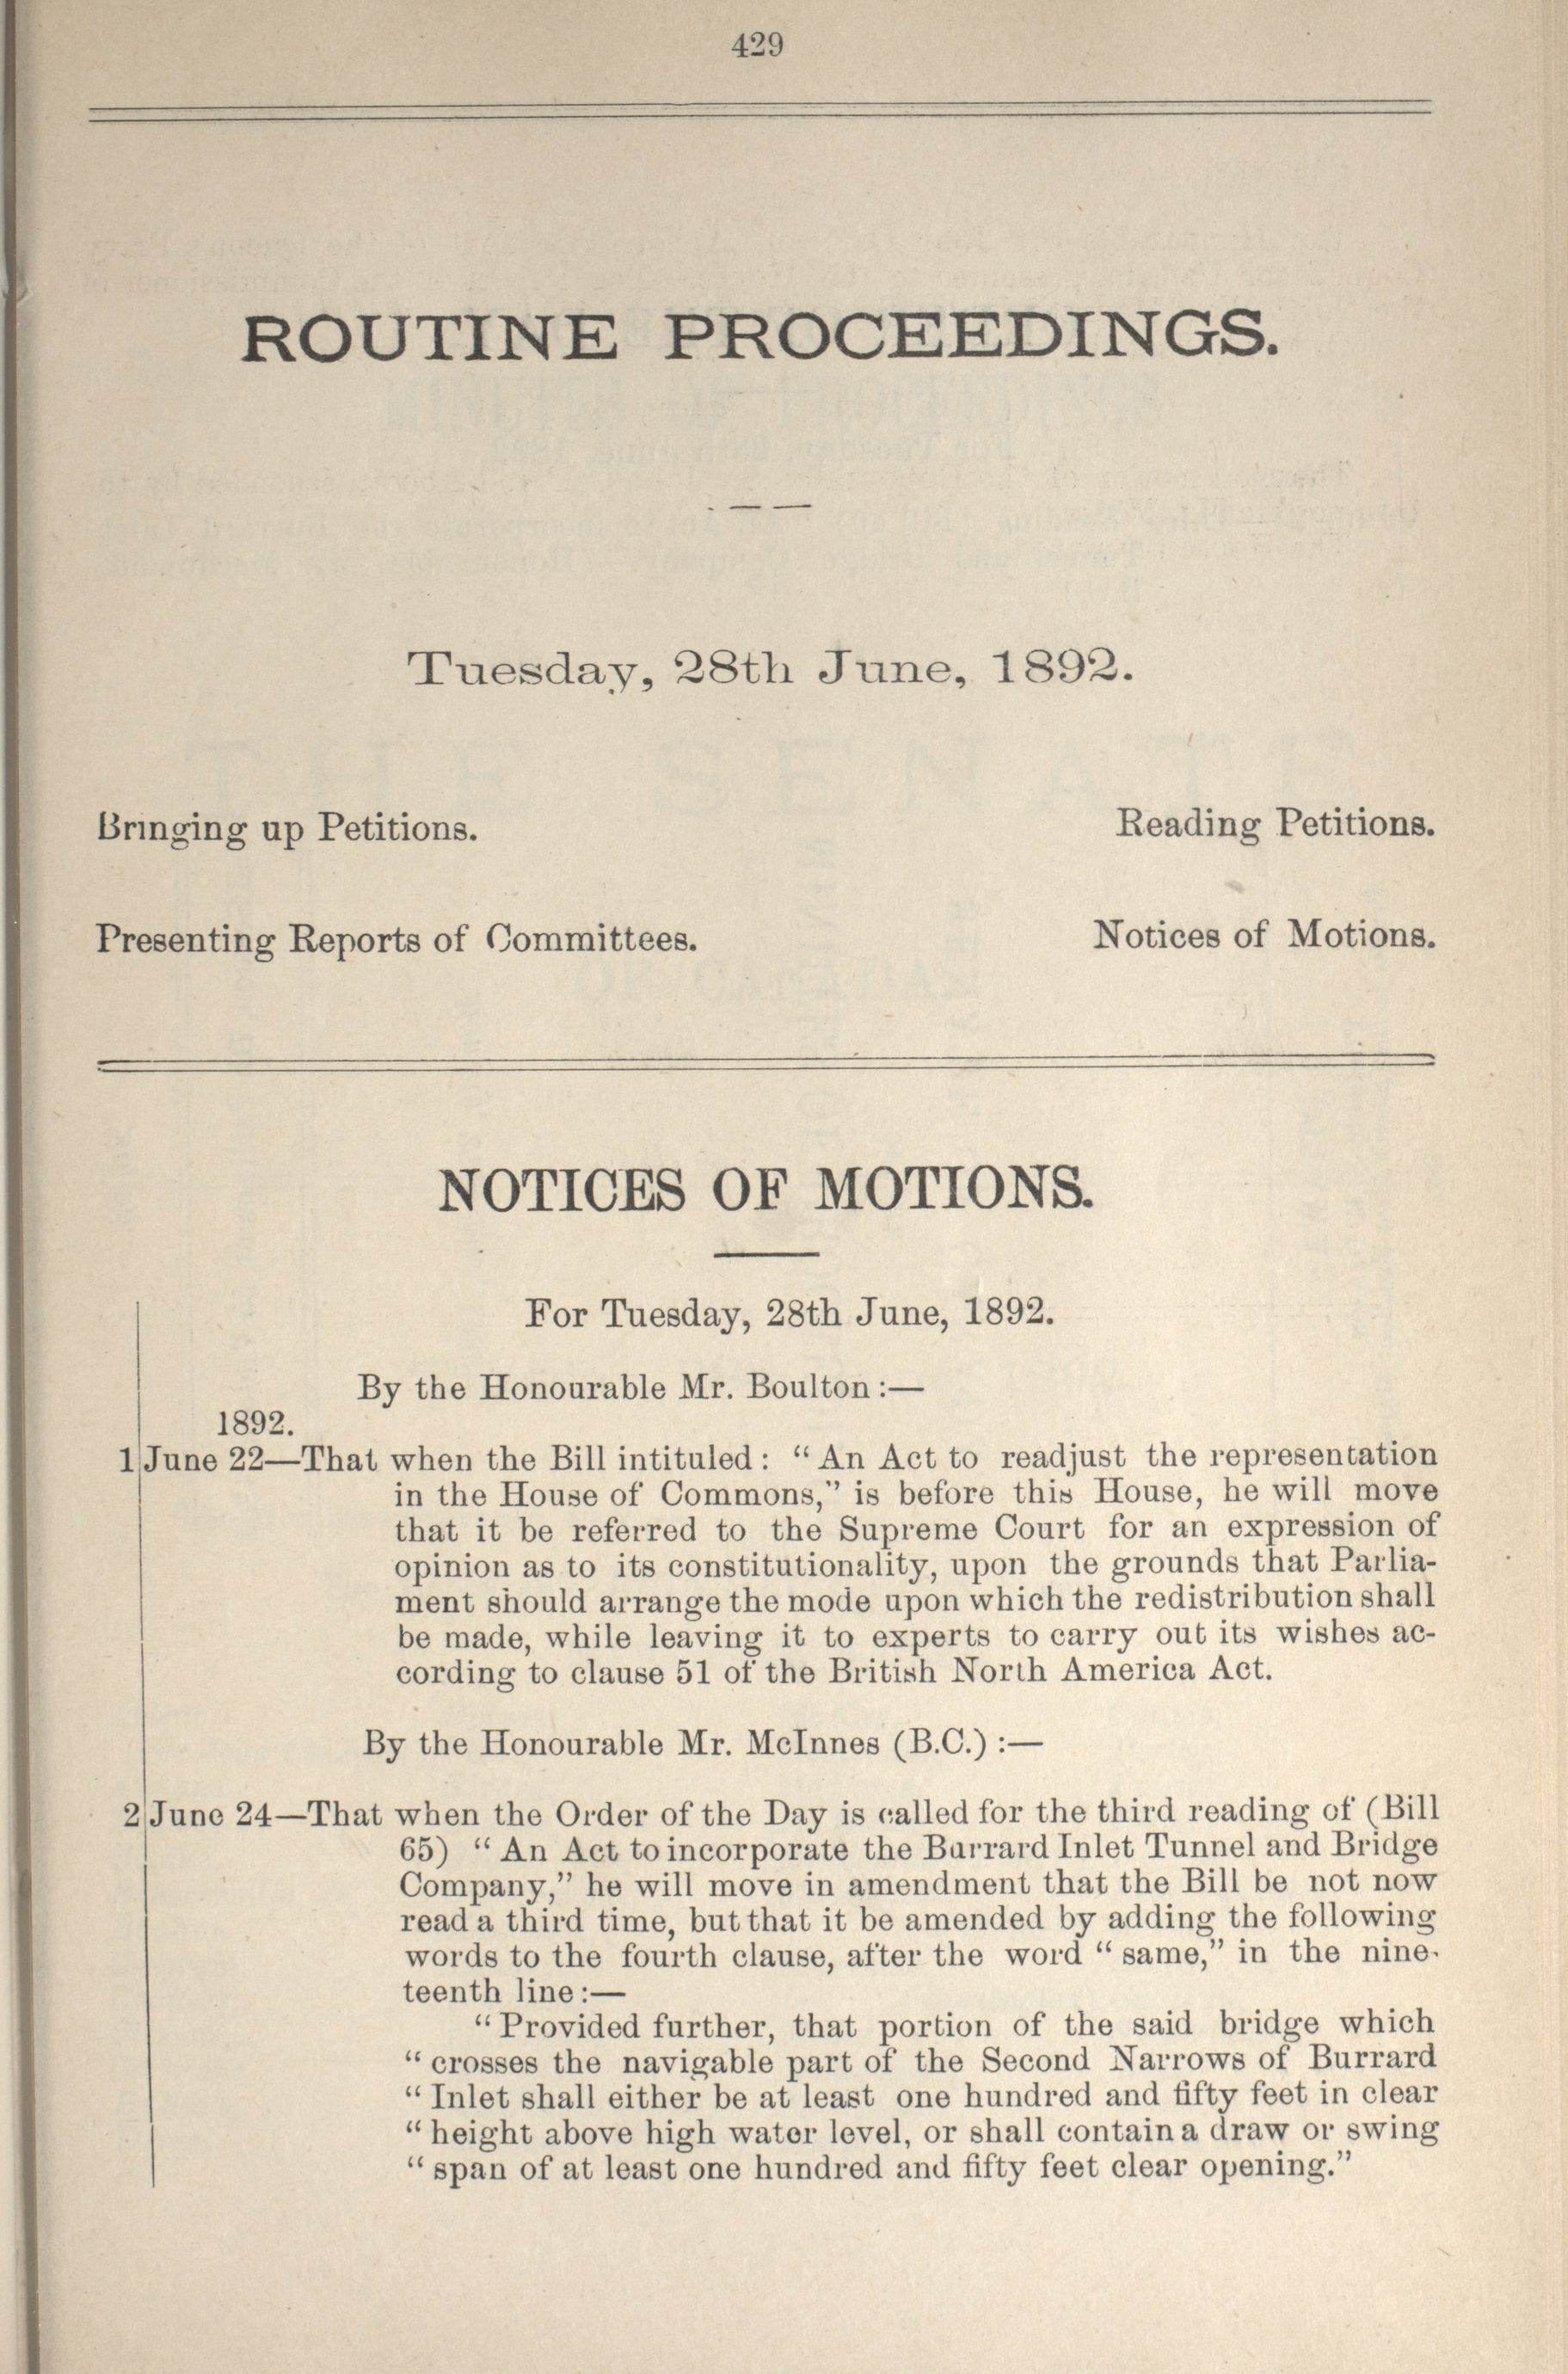 429
ROUTINE PROCEEDINGS.
Tuesday, 28th June, 1892.
Bringing up Petitions. Reading Petitions.
Presenting Reports of Committees. Notices of Motions.
NOTICES OF MOTIONS.
For Tuesday, 28th June, 1892.
By the Honourable Mr. Boulton :—
1892.
1 June 22—That when the Bill intituled : “ An Act to readjust the representation
in the House of Commons,” is before this House, he will move
that it be referred to the Supreme Court for an expression of
opinion as to its constitutionality, upon the grounds that Parlia-
ment should arrange the mode upon which the redistribution shall
be made, while leaving it to experts to carry out its wishes ac-
cording to clause 51 of the British North America Act.
By the Honourable Mr. McInnes (B.C.) :—
2 June 24—That when the Order of the Day is called for the third reading of (Bill
65) “ An Act to incorporate the Burrard Inlet Tunnel and Bridge
Company,” he will move in amendment that the Bill be not now
read a third time, but that it be amended by adding the following
words to the fourth clause, after the word “ same,” in the nine-
teenth line :—
“ Provided further, that portion of the said bridge which
“ crosses the navigable part of the Second Narrows of Burrard
“ Inlet shall either be at least one hundred and fifty feet in clear
“ height above high water level, or shall contain a draw or swing
“ span of at least one hundred and fifty feet clear opening.”